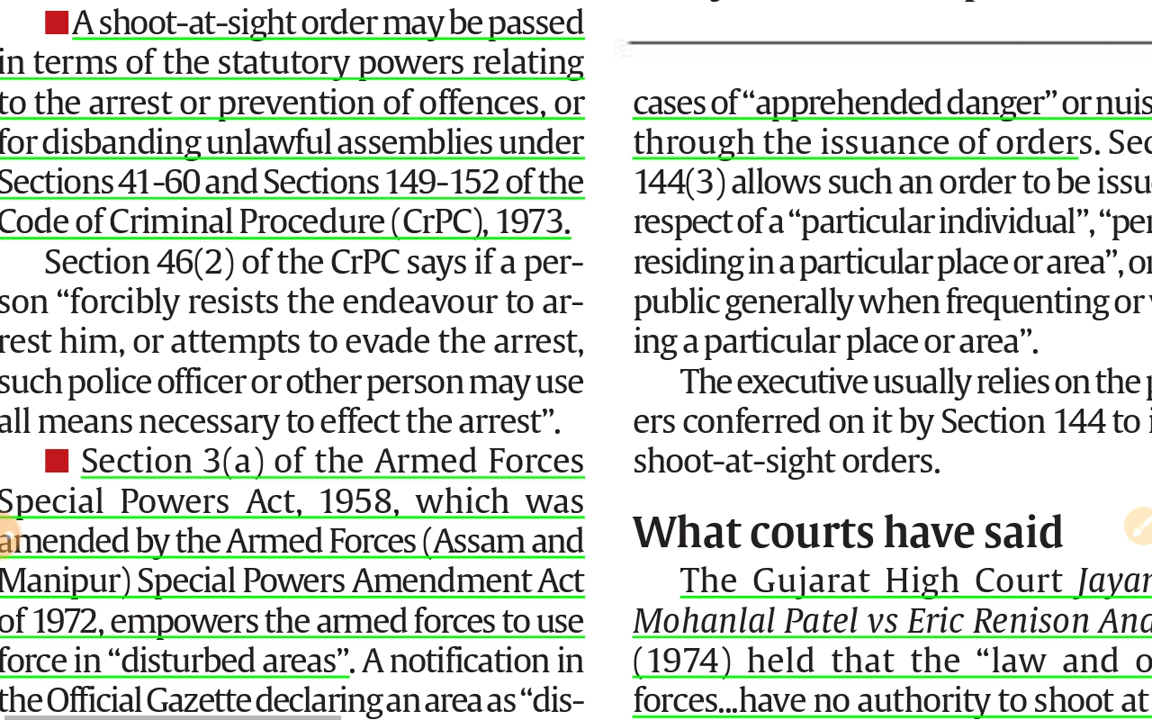 A shoot-at-sight order may be passed
in terms of the statutory powers relating
to the arrest or prevention of offences, or
for disbanding unlawful assemblies under
Sections 41-60 and Sections 149-152 of the
Code of Criminal Procedure (CrPC), 1973.
Section 46(2) of the CrPC says if a per-
son “forcibly resists the endeavour to ar-
rest him, or attempts to evade the arrest,
such police officer or other person may use
all means necessary to effect the arrest”.
Section 3(a) of the Armed Forces
Special Powers Act, 1958, which was
amended by the Armed Forces (Assam and
Manipur) Special Powers Amendment Act
of 1972, empowers the armed forces to use
force in “disturbed areas”. A notification in
the Official Gazette declaring an area as “dis-
cases of “apprehended danger” or nuis
through the issuance of orders. Sec
144(3) allows such an order to be issu
respect of a “particular individual”, “per
residing in a particular place or area”, or
public generally when frequenting or
ing a particular place or area”.
The executive usually relies on the p
ers conferred on it by Section 144 to i
shoot-at-sight orders.
What courts have said
The Gujarat High Court Jayan
Mohanlal Patel vs Eric Renison And
(1974) held that the “law and o
forces...have no authority to shoot at